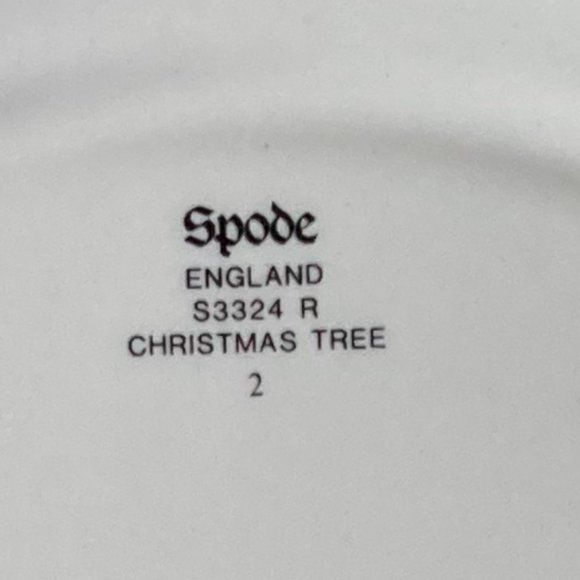 Spode
ENGLAND
S3324 R
CHRISTMAS TREE
2